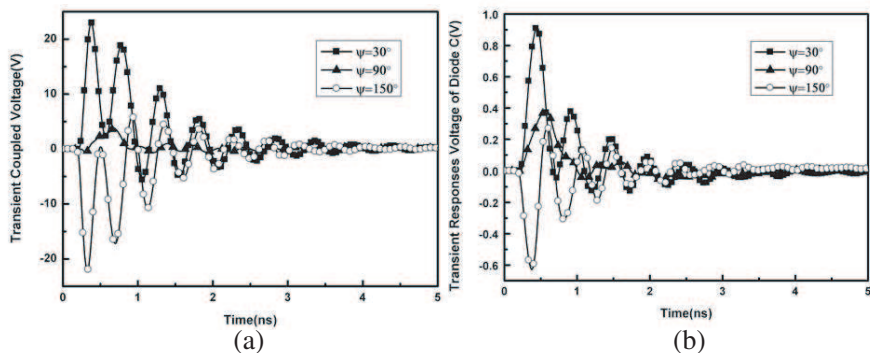 Transient Coupled Voltage(V)
20
10
0
-10
-20
0
1
2
3
4
5
Time(ns)
ψ=30°
ψ=90°
ψ=150°
(a)
Transient Responses Voltage of Diode C(V)
1.0
0.8
0.6
0.4
0.2
0.0
-0.2
-0.4
-0.6
0
1
2
3
4
5
Time(ns)
ψ=30°
ψ=90°
ψ=150°
(b)